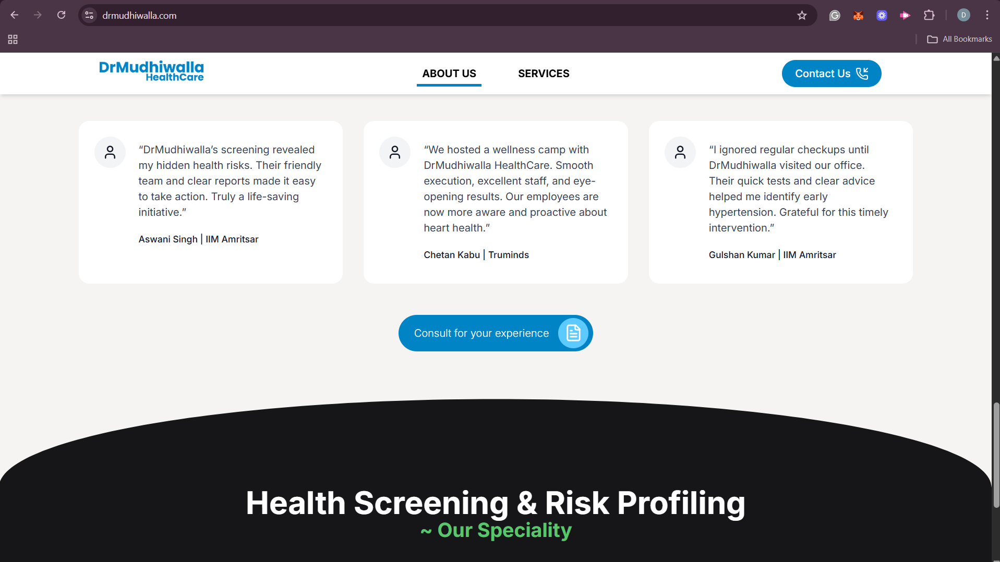 drmudhiwalla.com
D
All Bookmarks
DrMudhiwalla
HealthCare
ABOUT US
SERVICES
Contact Us
“DrMudhiwalla’s screening revealed
my hidden health risks. Their friendly
team and clear reports made it easy
to take action. Truly a life-saving
initiative.”
Aswani Singh | IIM Amritsar
“We hosted a wellness camp with
DrMudhiwalla HealthCare. Smooth
execution, excellent staff, and eye-
opening results. Our employees are
now more aware and proactive about
heart health.”
Chetan Kabu | Truminds
“I ignored regular checkups until
DrMudhiwalla visited our office.
Their quick tests and clear advice
helped me identify early
hypertension. Grateful for this timely
intervention.”
Gulshan Kumar | IIM Amritsar
Consult for your experience
Health Screening & Risk Profiling
~ Our Speciality